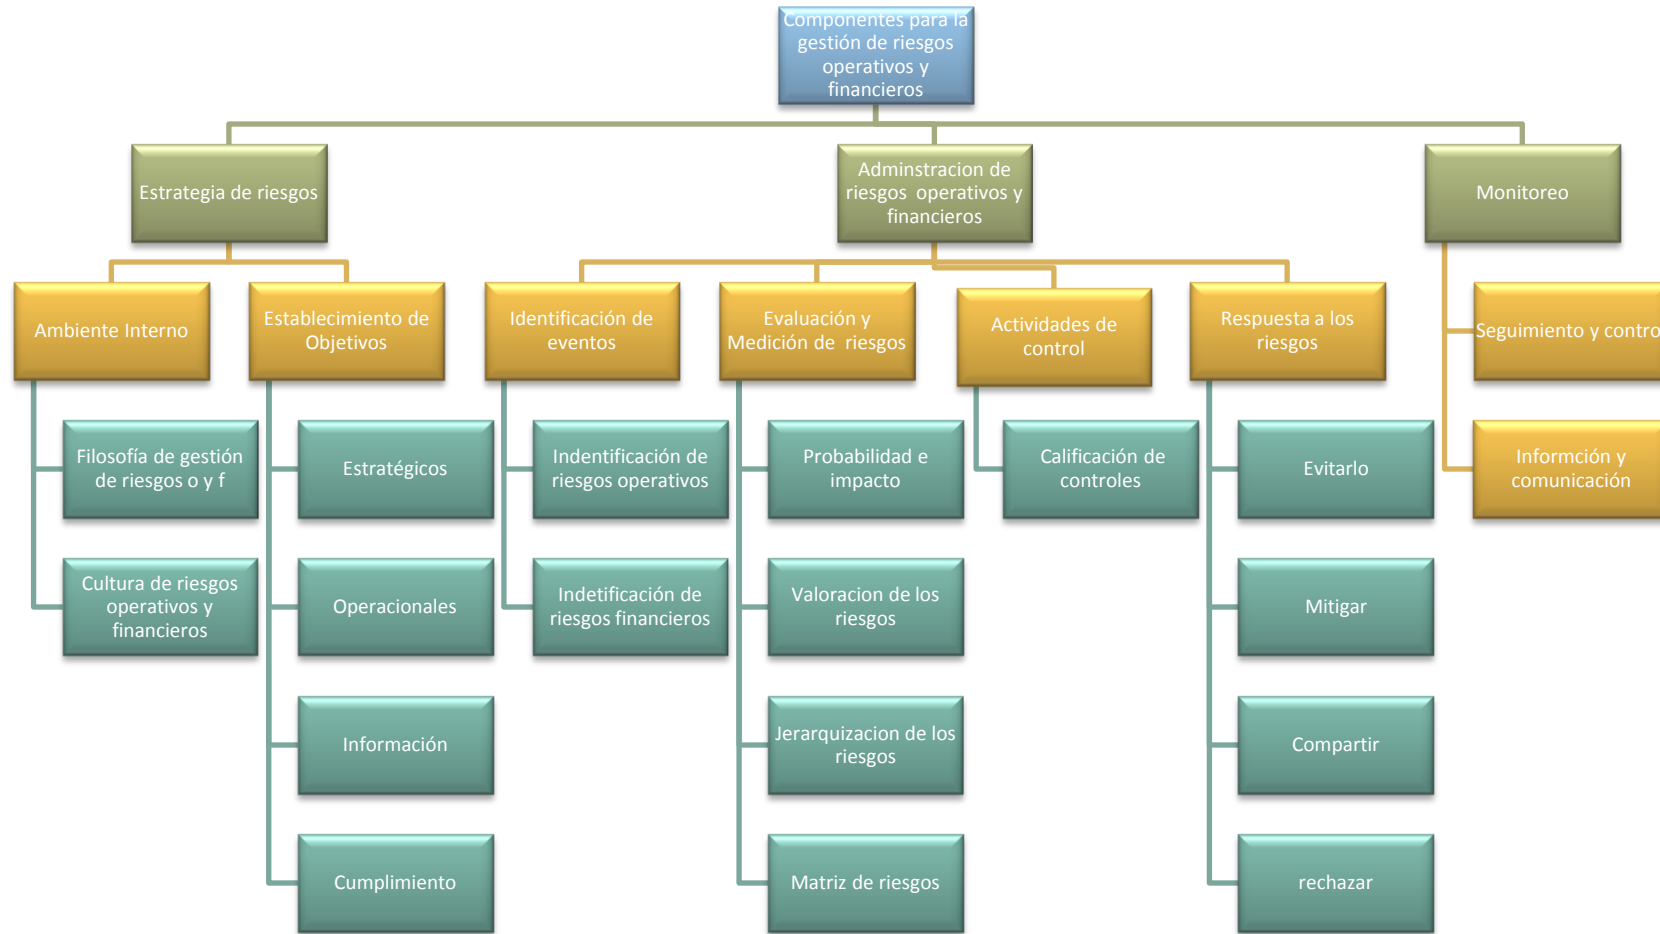 Componentes para la
gestión de riesgos
operativos y
financieros
Estrategia de riesgos
Adminstracion de
riesgos operativos y
financieros
Monitoreo
Ambiente Interno
Establecimiento de
Objetivos
Identificación de
eventos
Evaluación y
Medición de riesgos
Actividades de
control
Respuesta a los
riesgos
Seguimiento y control
Filosofía de gestión
de riesgos o y f
Estratégicos
Indentificación de
riesgos operativos
Probabilidad e
impacto
Calificación de
controles
Evitarlo
Informción y
comunicación
Cultura de riesgos
operativos y
financieros
Operacionales
Indetificación de
riesgos financieros
Valoracion de los
riesgos
Mitigar
Información
Jerarquizacion de los
riesgos
Compartir
Cumplimiento
Matriz de riesgos
rechazar